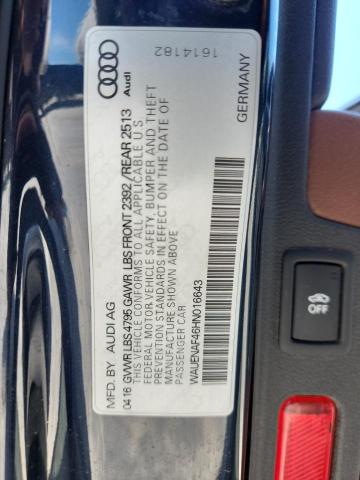 MFD. BY AUDI AG
04 16 GVWR LBS4795 GAWR LBS FRONT 2392 /REAR 2513
THIS VEHICLE CONFORMS TO ALL APPLICABLE U.S.
FEDERAL MOTOR VEHICLE SAFETY, BUMPER AND THEFT
PREVENTION STANDARDS IN EFFECT ON THE DATE OF
MANUFACTURE SHOWN ABOVE
PASSENGER CAR
WAUENAF46HN016643
Audi
1614182
GERMANY
OFF